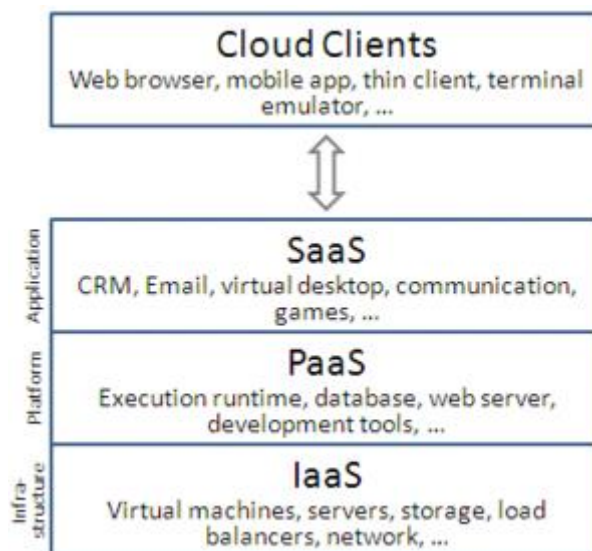 Cloud Clients
Web browser, mobile app, thin client, terminal
emulator, ...
Application
SaaS
CRM, Email, virtual desktop, communication,
games, ...
Platform
PaaS
Execution runtime, database, web server,
development tools, ...
Infra-
structure
IaaS
Virtual machines, servers, storage, load
balancers, network, ...